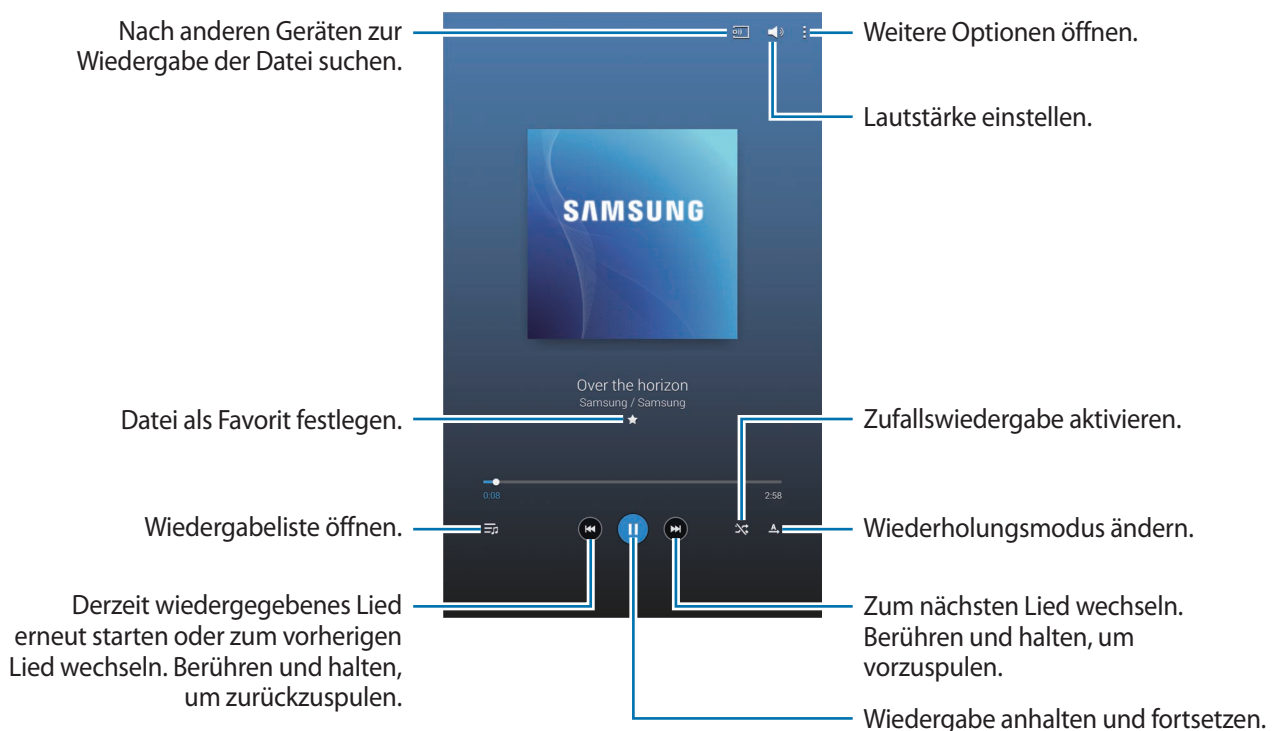 Nach anderen Geräten zur
Wiedergabe der Datei suchen.
Weitere Optionen öffnen.
Lautstärke einstellen.
SAMSUNG
Over the horizon
Samsung / Samsung
Datei als Favorit festlegen.
Zufallswiedergabe aktivieren.
0:08
2:58
Wiedergabeliste öffnen.
A
Wiederholungsmodus ändern.
Derzeit wiedergegebenes Lied
erneut starten oder zum vorherigen
Lied wechseln. Berühren und halten,
um zurückzuspulen.
Zum nächsten Lied wechseln.
Berühren und halten, um
vorzuspulen.
Wiedergabe anhalten und fortsetzen.